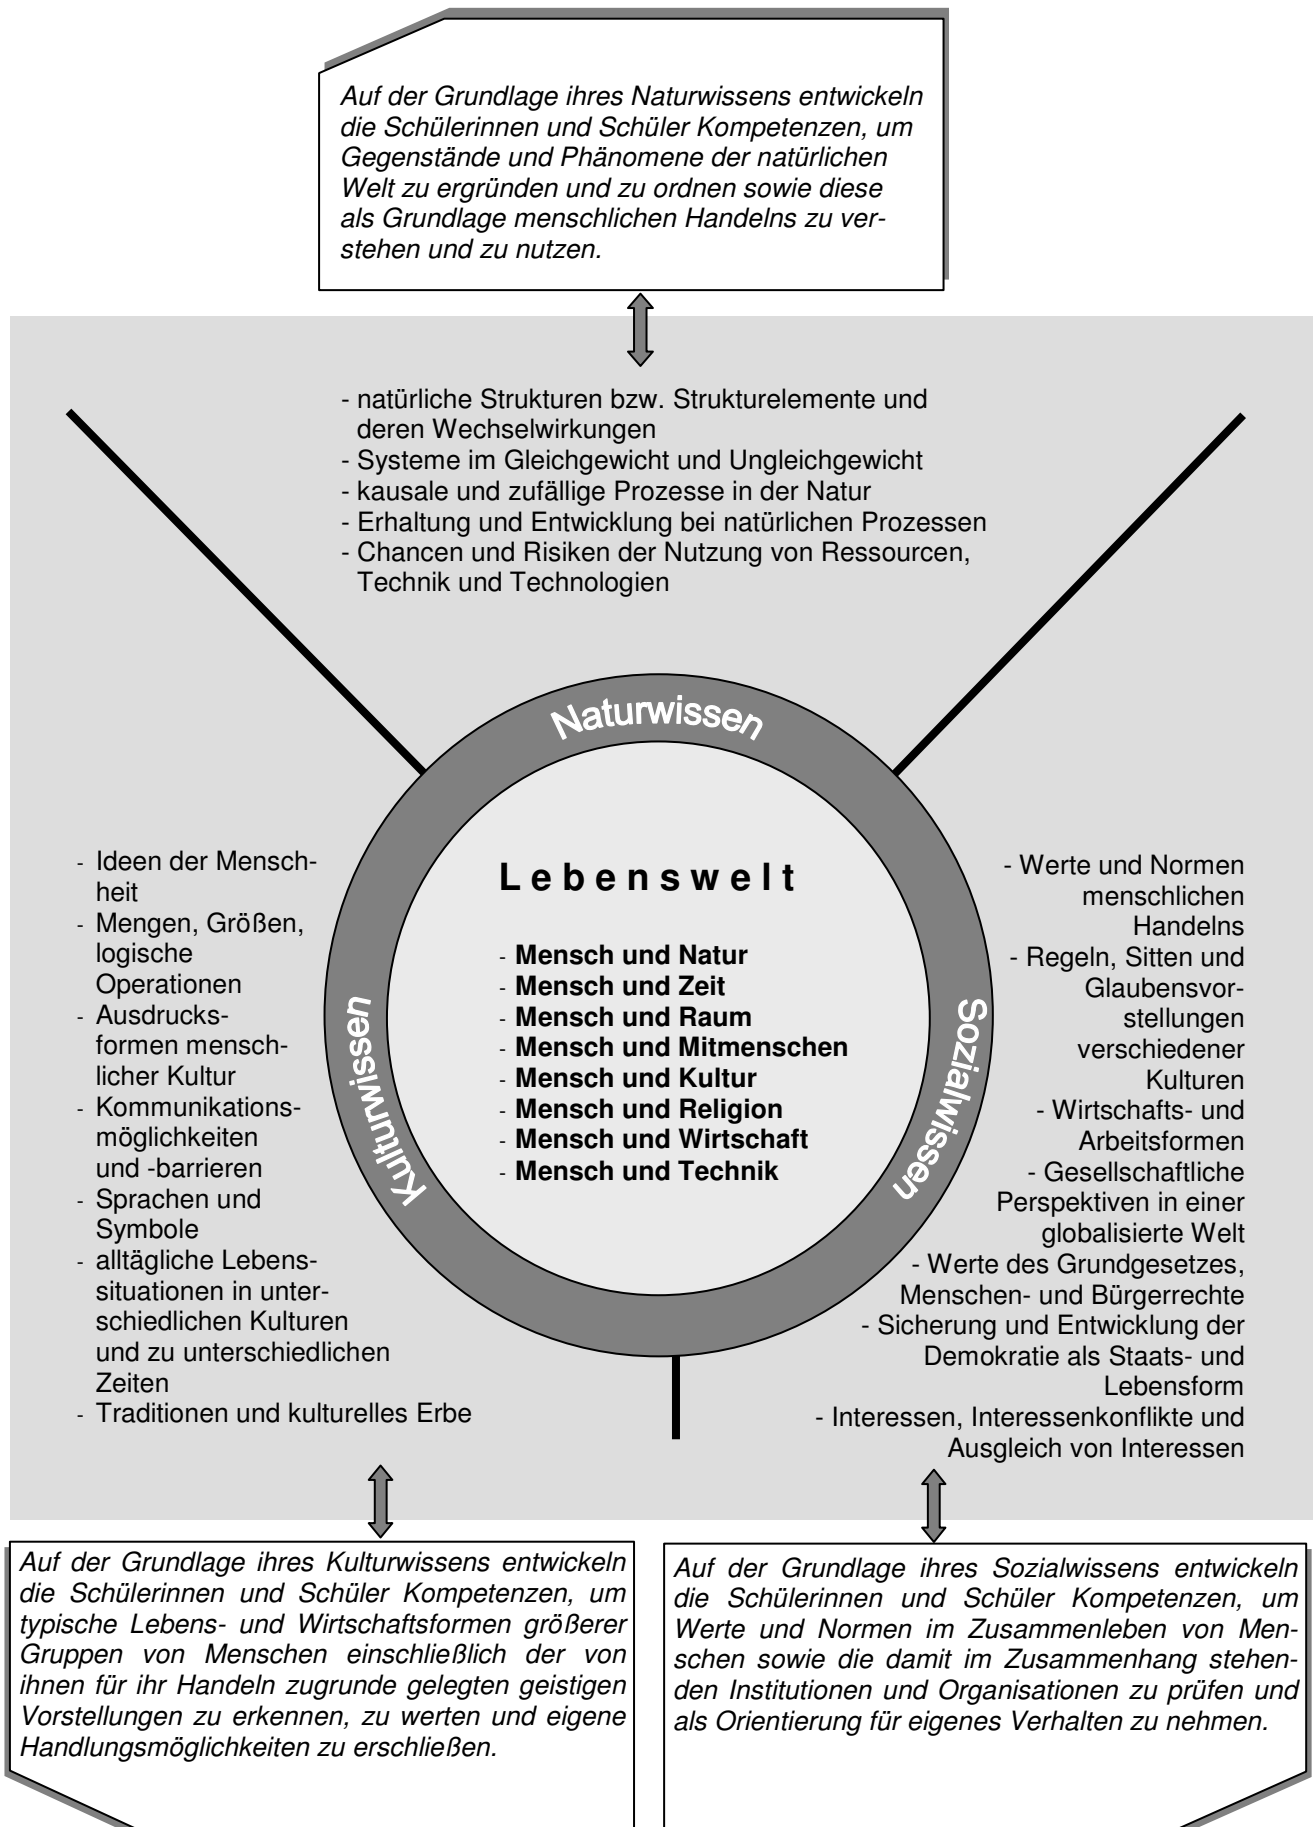 Auf der Grundlage ihres Naturwissens entwickeln
die Schülerinnen und Schüler Kompetenzen, um
Gegenstände und Phänomene der natürlichen
Welt zu ergründen und zu ordnen sowie diese
als Grundlage menschlichen Handelns zu ver-
stehen und zu nutzen.
- natürliche Strukturen bzw. Strukturelemente und
deren Wechselwirkungen
- Systeme im Gleichgewicht und Ungleichgewicht
- kausale und zufällige Prozesse in der Natur
- Erhaltung und Entwicklung bei natürlichen Prozessen
- Chancen und Risiken der Nutzung von Ressourcen,
Technik und Technologien
Naturwissen
- Ideen der Mensch-
heit
- Mengen, Größen,
logische
Operationen
- Ausdrucks-
formen mensch-
licher Kultur
- Kommunikations-
möglichkeiten
und -barrieren
- Sprachen und
Symbole
- alltägliche Lebens-
situationen in unter-
schiedlichen Kulturen
und zu unterschiedlichen
Zeiten
- Traditionen und kulturelles Erbe
Kulturwissen
Lebenswelt
- Mensch und Natur
- Mensch und Zeit
- Mensch und Raum
- Mensch und Mitmenschen
- Mensch und Kultur
- Mensch und Religion
- Mensch und Wirtschaft
- Mensch und Technik
Sozialwissen
- Werte und Normen
menschlichen
Handelns
- Regeln, Sitten und
Glaubensvor-
stellungen
verschiedener
Kulturen
- Wirtschafts- und
Arbeitsformen
- Gesellschaftliche
Perspektiven in einer
globalisierte Welt
- Werte des Grundgesetzes,
Menschen- und Bürgerrechte
- Sicherung und Entwicklung der
Demokratie als Staats- und
Lebensform
- Interessen, Interessenkonflikte und
Ausgleich von Interessen
Auf der Grundlage ihres Kulturwissens entwickeln
die Schülerinnen und Schüler Kompetenzen, um
typische Lebens- und Wirtschaftsformen größerer
Gruppen von Menschen einschließlich der von
ihnen für ihr Handeln zugrunde gelegten geistigen
Vorstellungen zu erkennen, zu werten und eigene
Handlungsmöglichkeiten zu erschließen.
Auf der Grundlage ihres Sozialwissens entwickeln
die Schülerinnen und Schüler Kompetenzen, um
Werte und Normen im Zusammenleben von Men-
schen sowie die damit im Zusammenhang stehen-
den Institutionen und Organisationen zu prüfen und
als Orientierung für eigenes Verhalten zu nehmen.